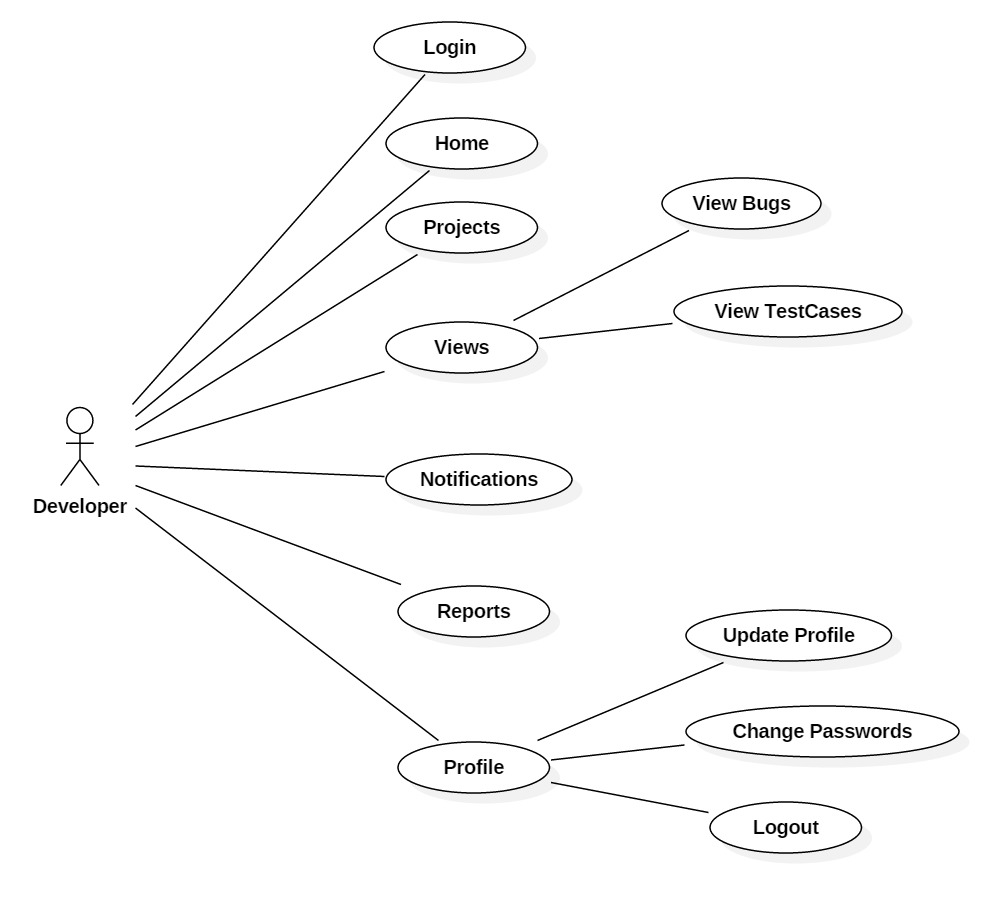 Login
Home
Projects
View Bugs
View TestCases
Views
Notifications
Developer
Reports
Update Profile
Change Passwords
Profile
Logout